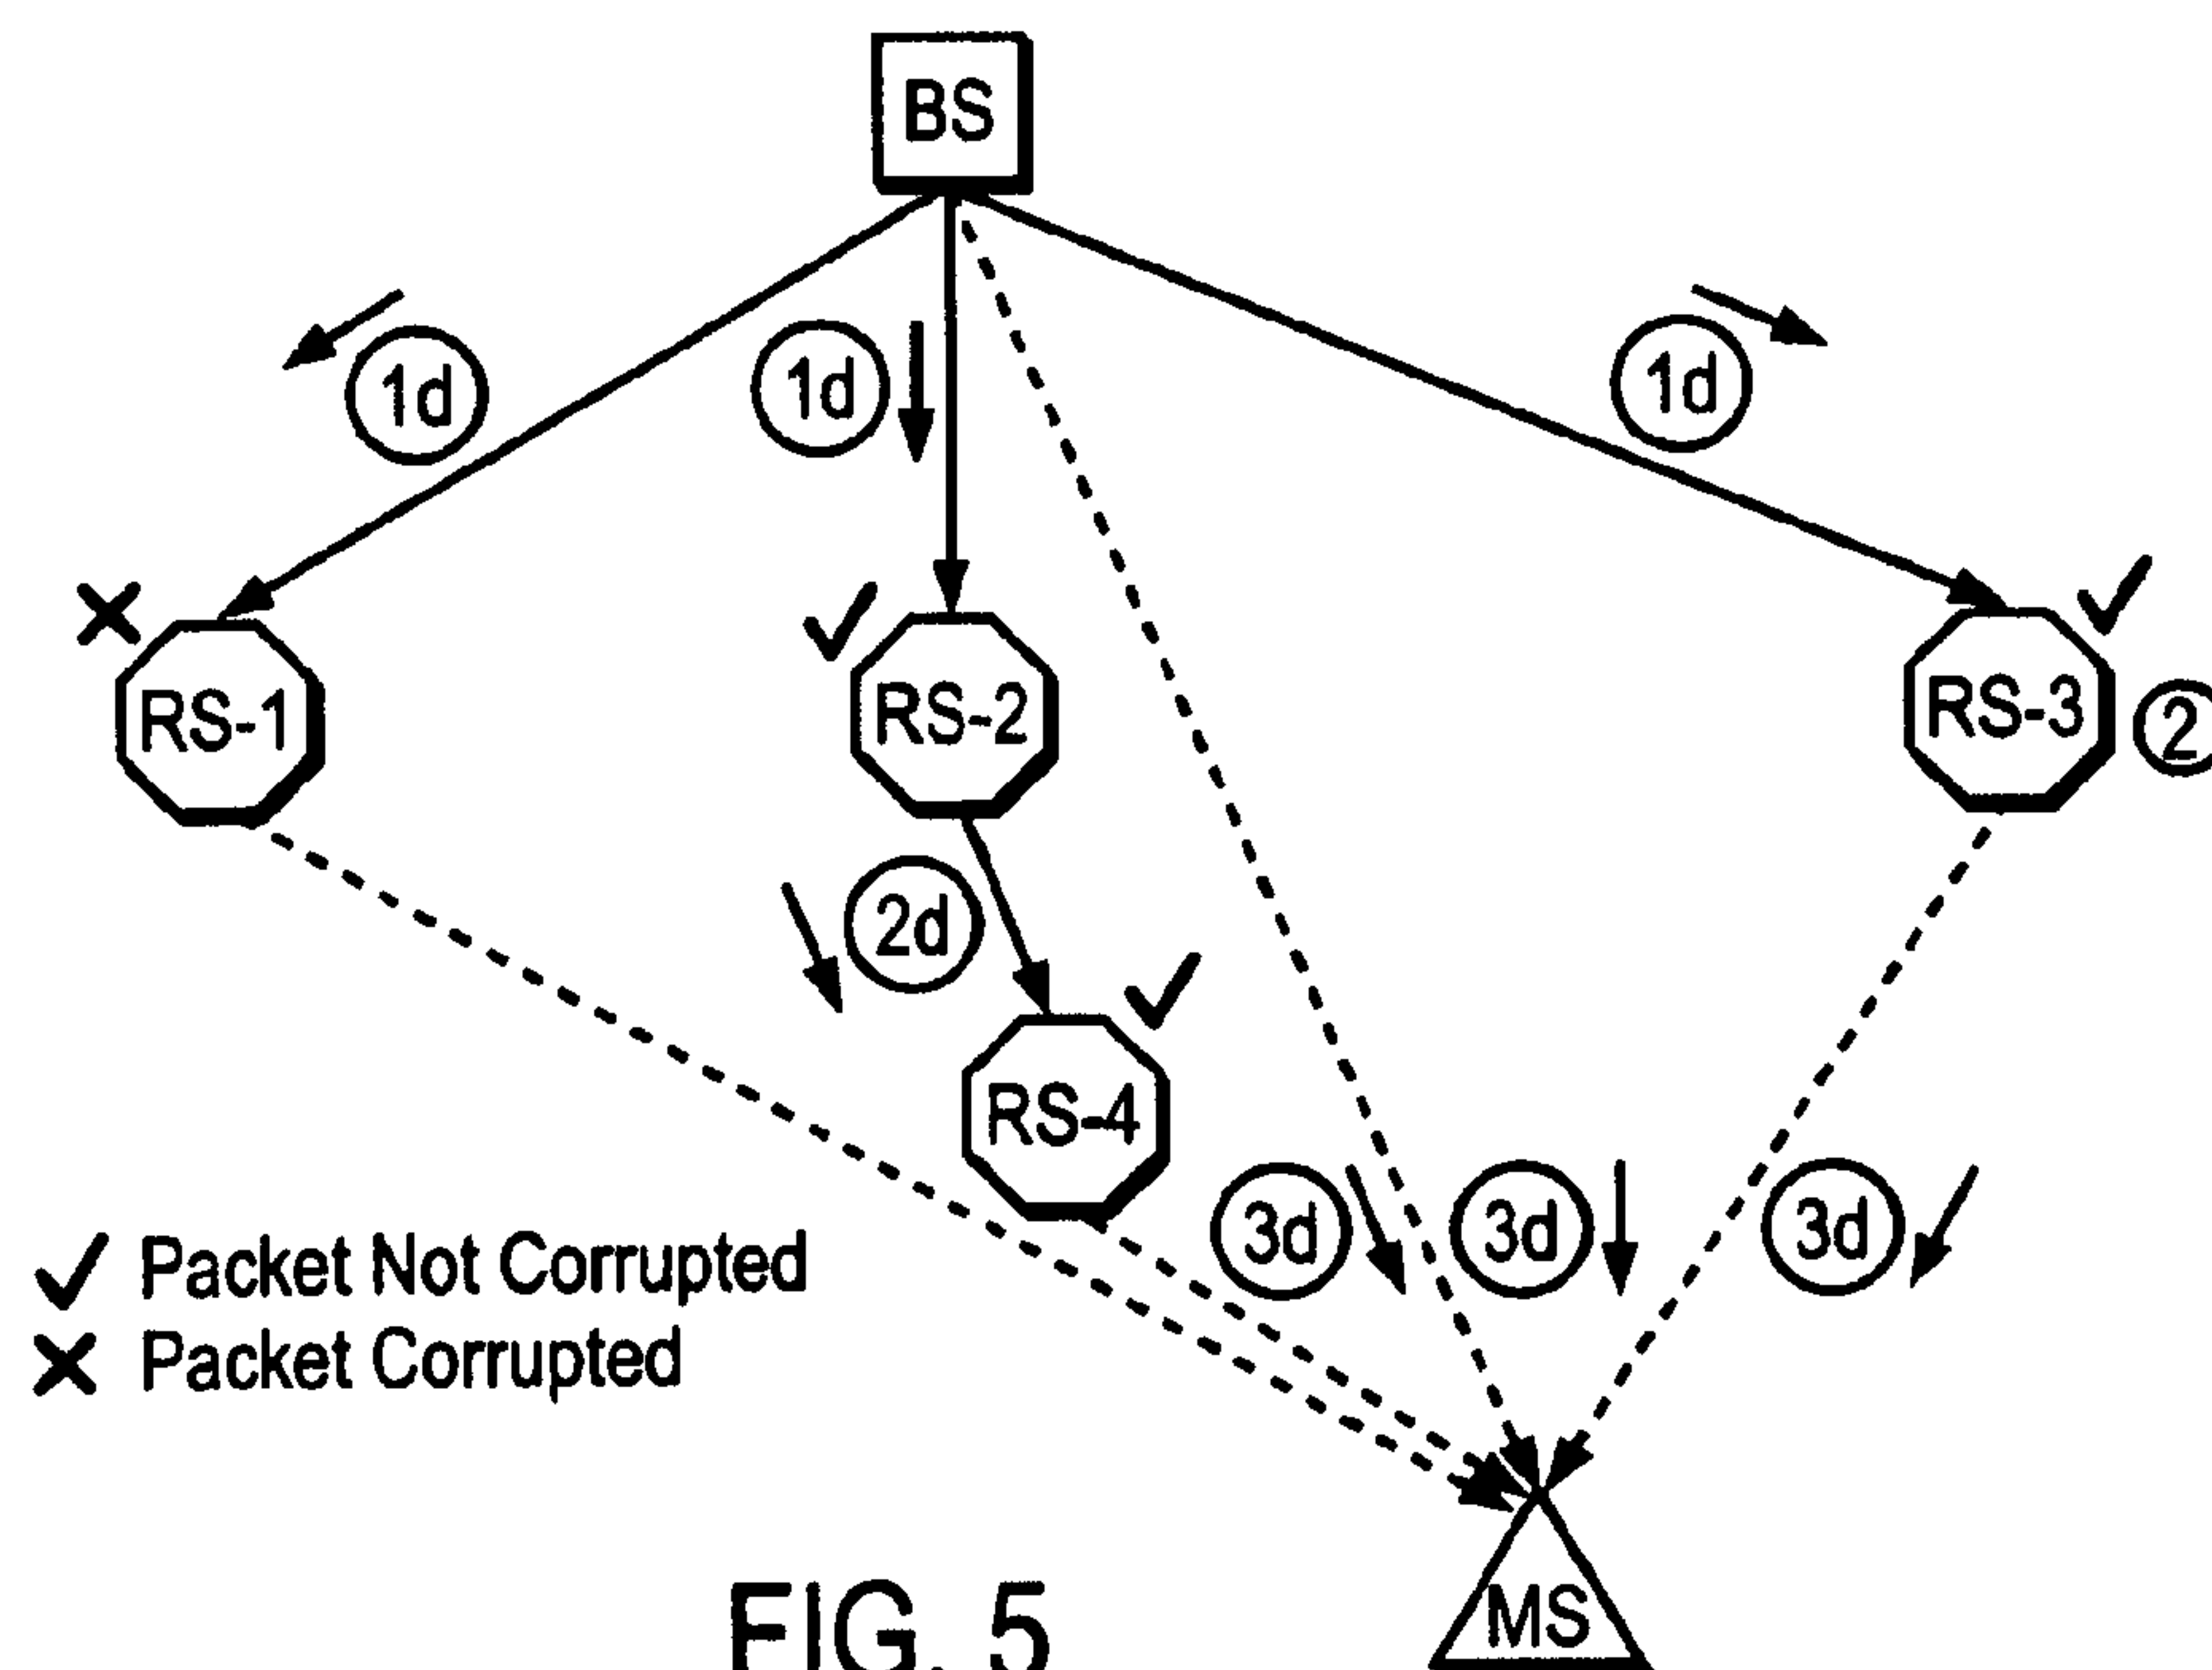 BS
1d
1d
1d
RS-1
RS-2
RS-3
2
2d
RS-4
3d
3d
3d
✓ Packet Not Corrupted
✗ Packet Corrupted
MS
FIG. 5